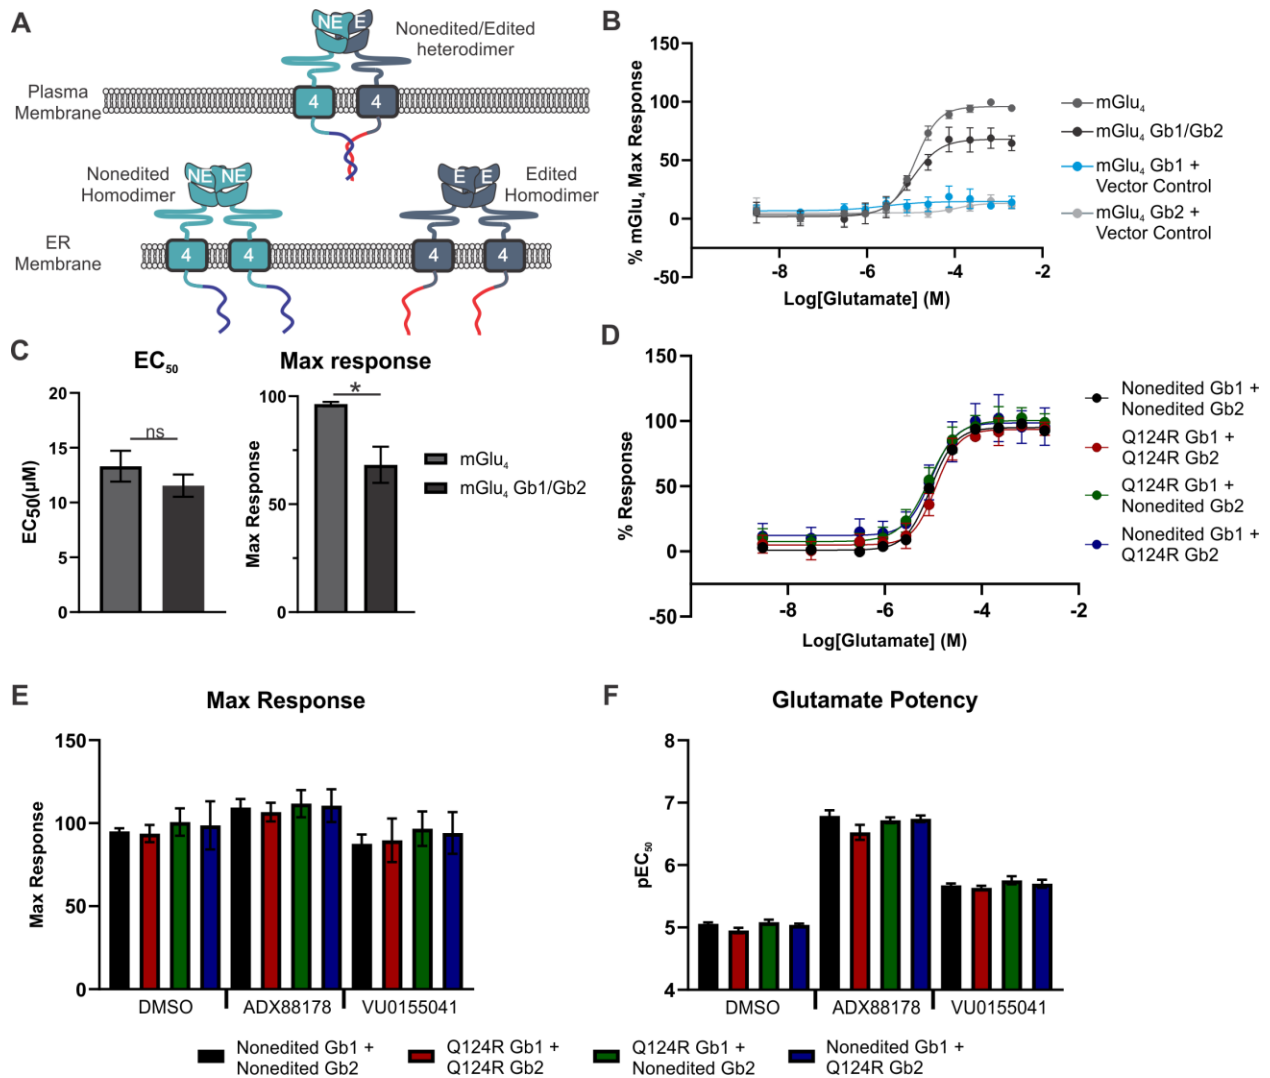 A
NE E
Nonedited/Edited
heterodimer
Plasma
Membrane
4 4
Nonedited
Homodimer
NE NE
E E
Edited
Homodimer
ER
Membrane
4 4 4 4
B
% mGlu4 Max Response
150
100
50
0
-50
-8 -6 -4 -2
Log[Glutamate] (M)
mGlu4
mGlu4 Gb1/Gb2
mGlu4 Gb1 +
Vector Control
mGlu4 Gb2 +
Vector Control
C
EC50
EC50(µM)
20
15
10
5
0
ns
Max response
Max Response
100
50
0
*
mGlu4
mGlu4 Gb1/Gb2
D
% Response
150
100
50
0
-50
-8 -6 -4 -2
Log[Glutamate] (M)
Nonedited Gb1 +
Nonedited Gb2
Q124R Gb1 +
Q124R Gb2
Q124R Gb1 +
Nonedited Gb2
Nonedited Gb1 +
Q124R Gb2
E
Max Response
Max Response
150
100
50
0
DMSO ADX88178 VU0155041
F
Glutamate Potency
pEC50
8
7
6
5
4
DMSO ADX88178 VU0155041
Nonedited Gb1 +
Nonedited Gb2
Q124R Gb1 +
Q124R Gb2
Q124R Gb1 +
Nonedited Gb2
Nonedited Gb1 +
Q124R Gb2